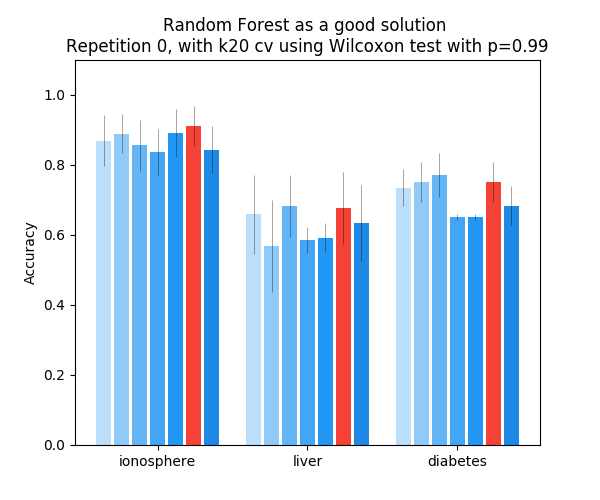 Random Forest as a good solution
Repetition 0, with k20 cv using Wilcoxon test with p=0.99
1.0
0.8
0.6
0.4
0.2
0.0
Accuracy
ionosphere
liver
diabetes